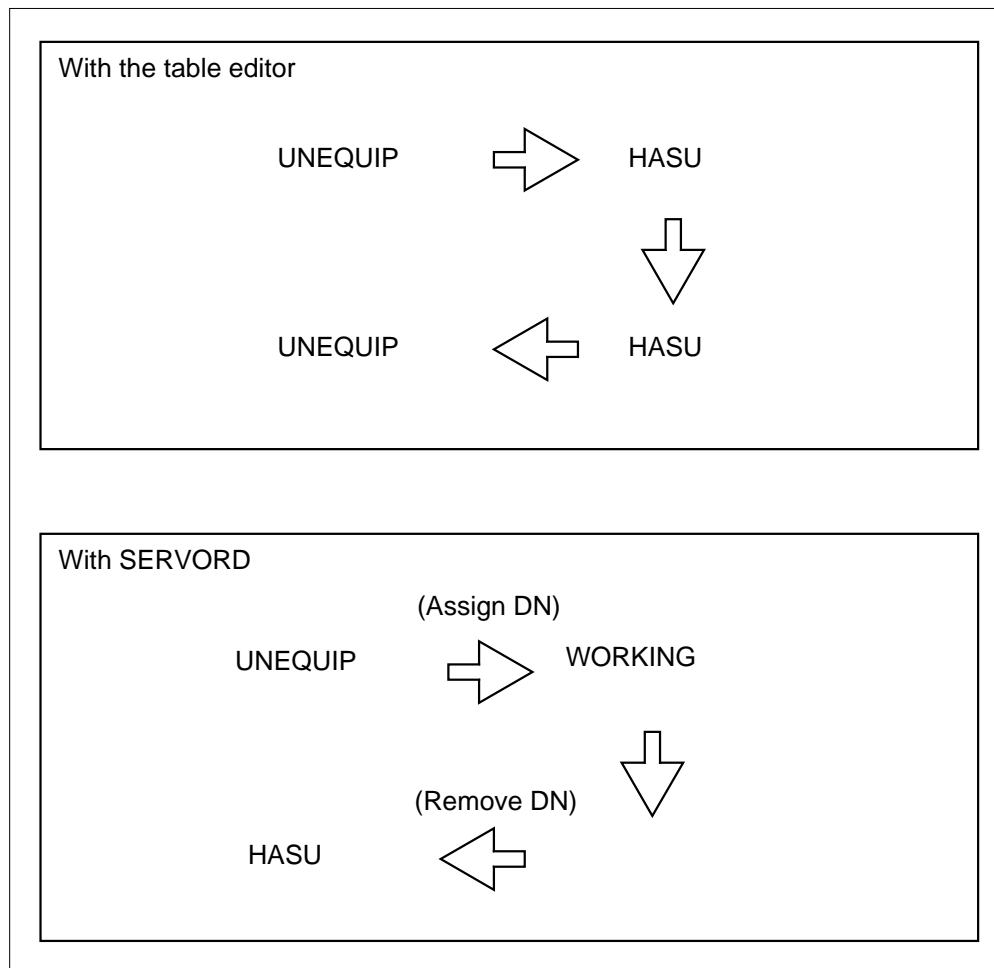 With the table editor
UNEQUIP HASU
UNEQUIP HASU
With SERVORD
(Assign DN)
UNEQUIP WORKING
(Remove DN)
HASU